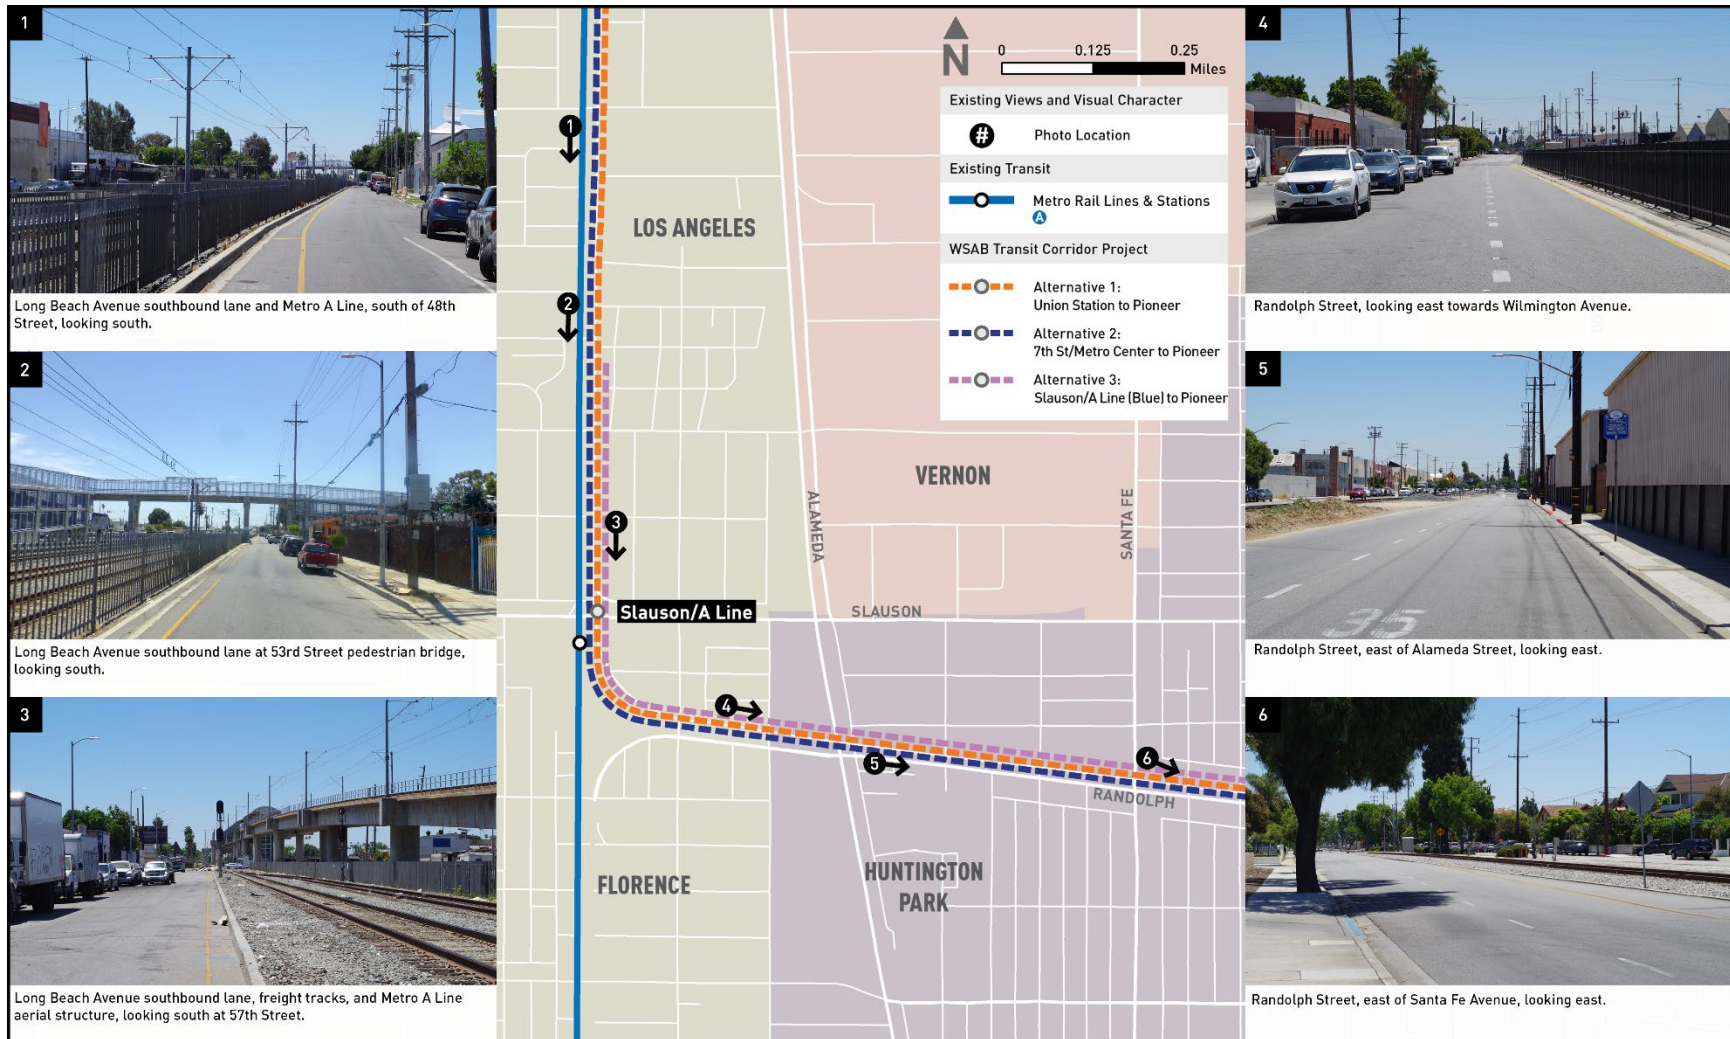 1
Long Beach Avenue southbound lane and Metro A Line, south of 48th
Street, looking south.
2
Long Beach Avenue southbound lane at 53rd Street pedestrian bridge,
looking south.
3
Long Beach Avenue southbound lane, freight tracks, and Metro A Line
aerial structure, looking south at 57th Street.
N
0 0.125 0.25
Miles
Existing Views and Visual Character
# Photo Location
Existing Transit
Metro Rail Lines & Stations
A
WSAB Transit Corridor Project
Alternative 1:
Union Station to Pioneer
Alternative 2:
7th St/Metro Center to Pioneer
Alternative 3:
Slauson/A Line (Blue) to Pioneer
1
LOS ANGELES
2
VERNON
ALAMEDA
SANTA FE
3
Slauson/A Line
SLAUSON
4
5
6
RANDOLPH
FLORENCE
HUNTINGTON
PARK
4
Randolph Street, looking east towards Wilmington Avenue.
5
35
Randolph Street, east of Alameda Street, looking east.
6
Randolph Street, east of Santa Fe Avenue, looking east.